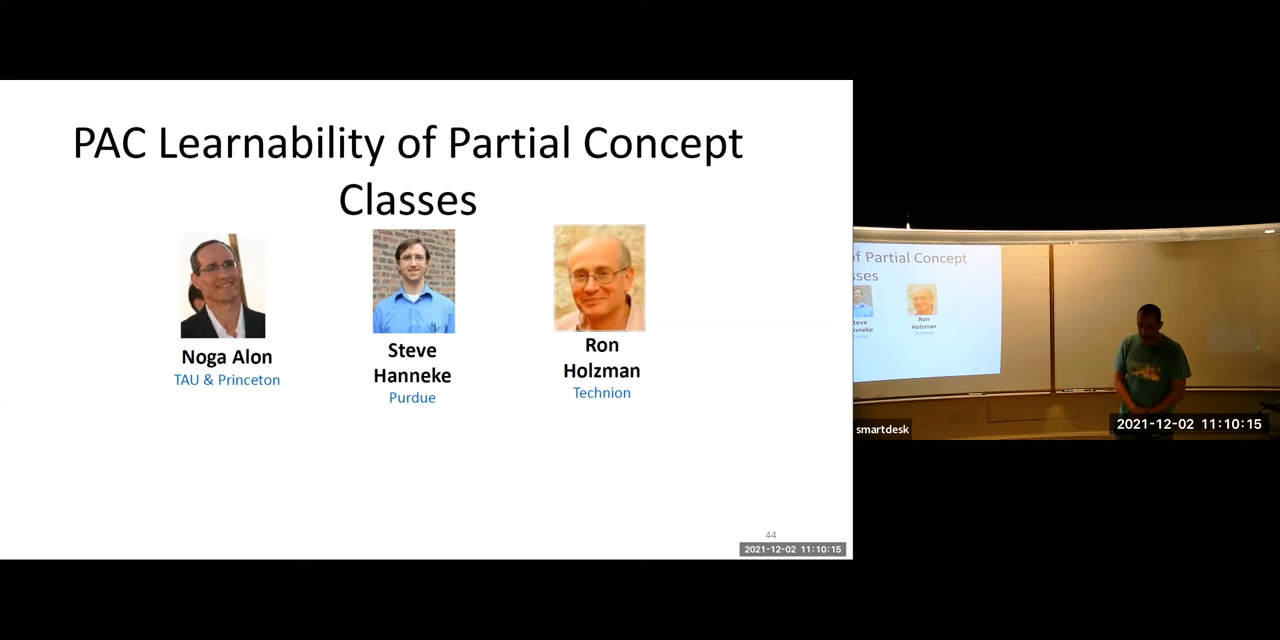 PAC Learnability of Partial Concept
Classes
Noga Alon
TAU & Princeton
Steve
Hanneke
Purdue
Ron
Holzman
Technion
44
2021-12-02 11:10:15
of Partial Concept
sses
teve
nneke
Ron
Holzman
smartdesk
2021-12-02 11:10:15